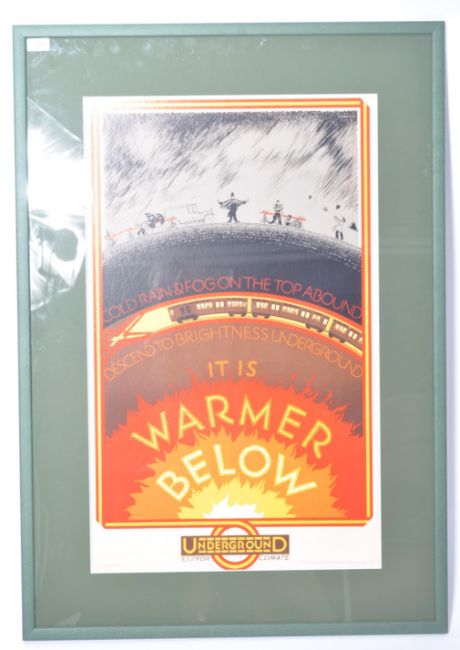 COLD RAIN & FOG ON THE TOP ABOUND
DESCEND TO BRIGHTNESS UNDERGROUND
IT IS
WARMER
BELOW
UNDERGROUND
CLIMATE